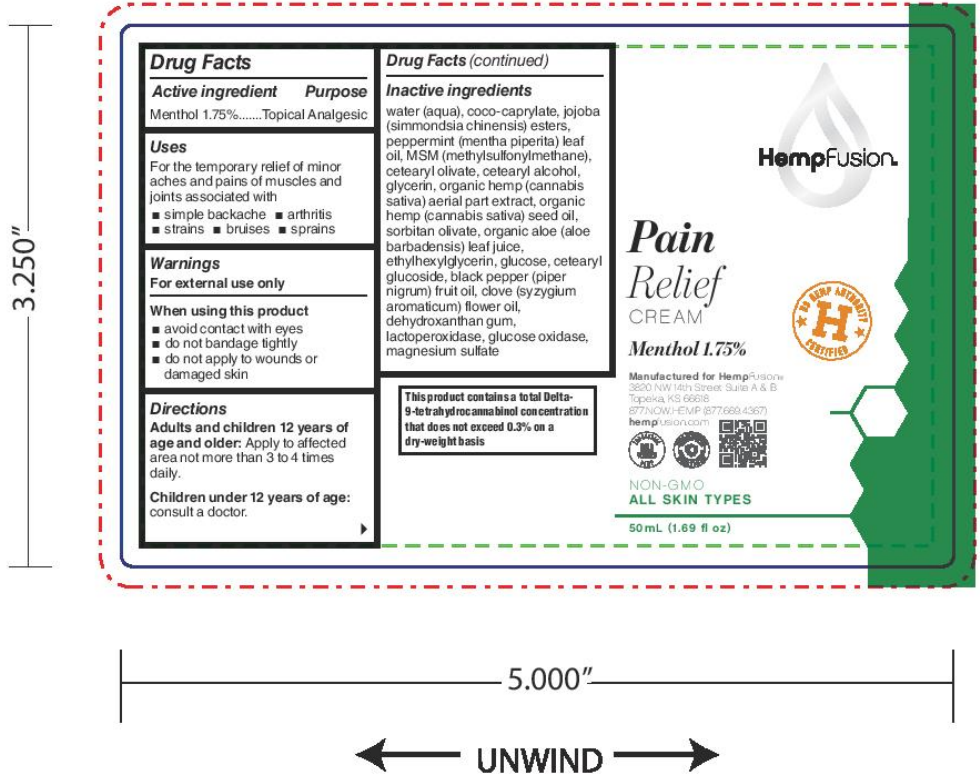 3.250”
Drug Facts
Active ingredient Purpose
Menthol 1.75%.......Topical Analgesic
Uses
For the temporary relief of minor
aches and pains of muscles and
joints associated with
■ simple backache ■ arthritis
■ strains ■ bruises ■ sprains
Warnings
For external use only
When using this product
■ avoid contact with eyes
■ do not bandage tightly
■ do not apply to wounds or
damaged skin
Directions
Adults and children 12 years of
age and older: Apply to affected
area not more than 3 to 4 times
daily.
Children under 12 years of age:
consult a doctor.
Drug Facts (continued)
Inactive ingredients
water (aqua), coco-caprylate, jojoba
(simmondsia chinensis) esters,
peppermint (mentha piperita) leaf
oil, MSM (methylsulfonylmethane),
cetearyl olivate, cetearyl alcohol,
glycerin, organic hemp (cannabis
sativa) aerial part extract, organic
hemp (cannabis sativa) seed oil,
sorbitan olivate, organic aloe (aloe
barbadensis) leaf juice,
ethylhexylglycerin, glucose, cetearyl
glucoside, black pepper (piper
nigrum) fruit oil, clove (syzygium
aromaticum) flower oil,
dehydroxanthan gum,
lactoperoxidase, glucose oxidase,
magnesium sulfate
This product contains a total Delta-
9-tetrahydrocannabinol concentration
that does not exceed 0.3% on a
dry-weight basis
HempFusion
Pain
Relief
CREAM
Menthol 1.75%
US HEMP AUTHORITY
H
CERTIFIED
Manufactured for HempFusion®
3820 NW 14th Street Suite A & B
Topeka, KS 66618
877.NOW.HEMP (877.669.4367)
hempfusion.com
NON-GMO
ALL SKIN TYPES
50mL (1.69 fl oz)
5.000”
UNWIND